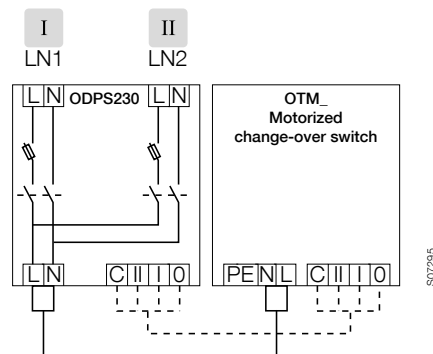 I II
LN1 LN2
L N ODPS230 L N OTM_
Motorized
change-over switch
L N C II I 0 PE N L C II I 0
S07295